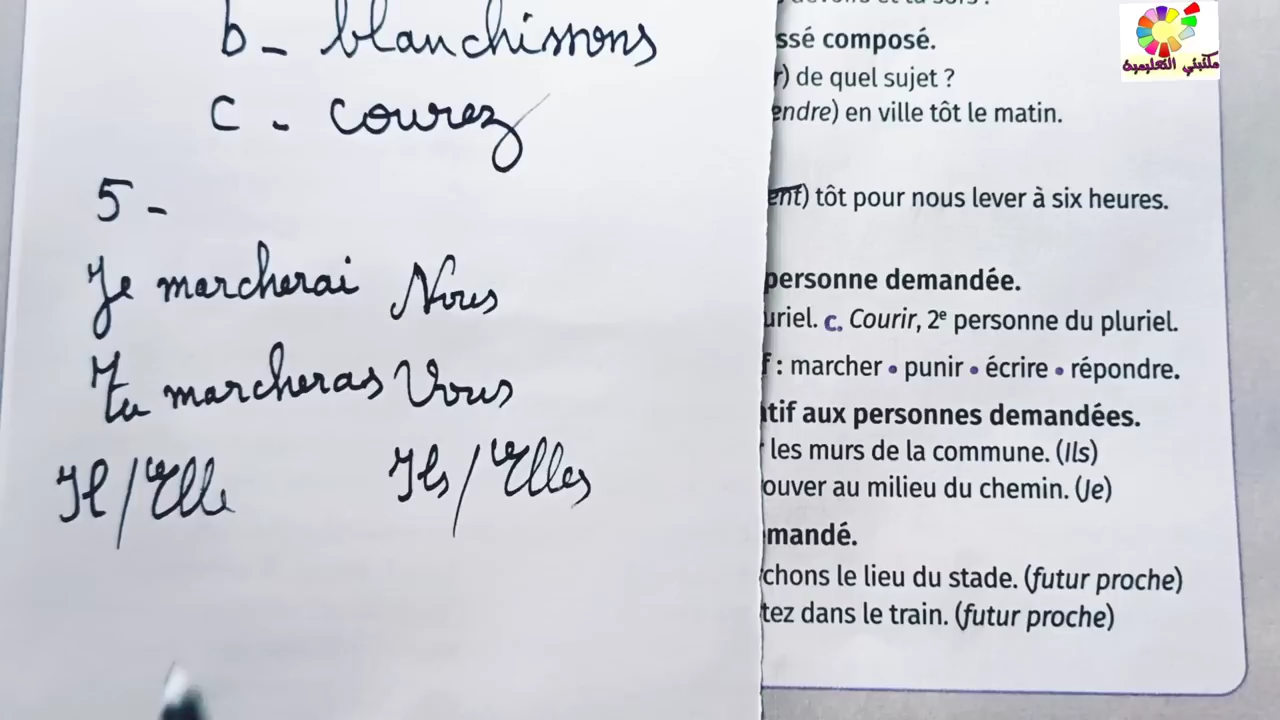 b - blanchissons
c - courez
5 -
Je marcherai Nous
Tu marcheras Vous
Il/Elle Ils/Elles
ssé composé.
r) de quel sujet ?
endre) en ville tôt le matin.
ent) tôt pour nous lever à six heures.
personne demandée.
uriel. c. Courir, 2e personne du pluriel.
f : marcher • punir • écrire • répondre.
atif aux personnes demandées.
les murs de la commune. (Ils)
ouver au milieu du chemin. (Je)
mandé.
chons le lieu du stade. (futur proche)
tez dans le train. (futur proche)
مكتبتي التعليمية